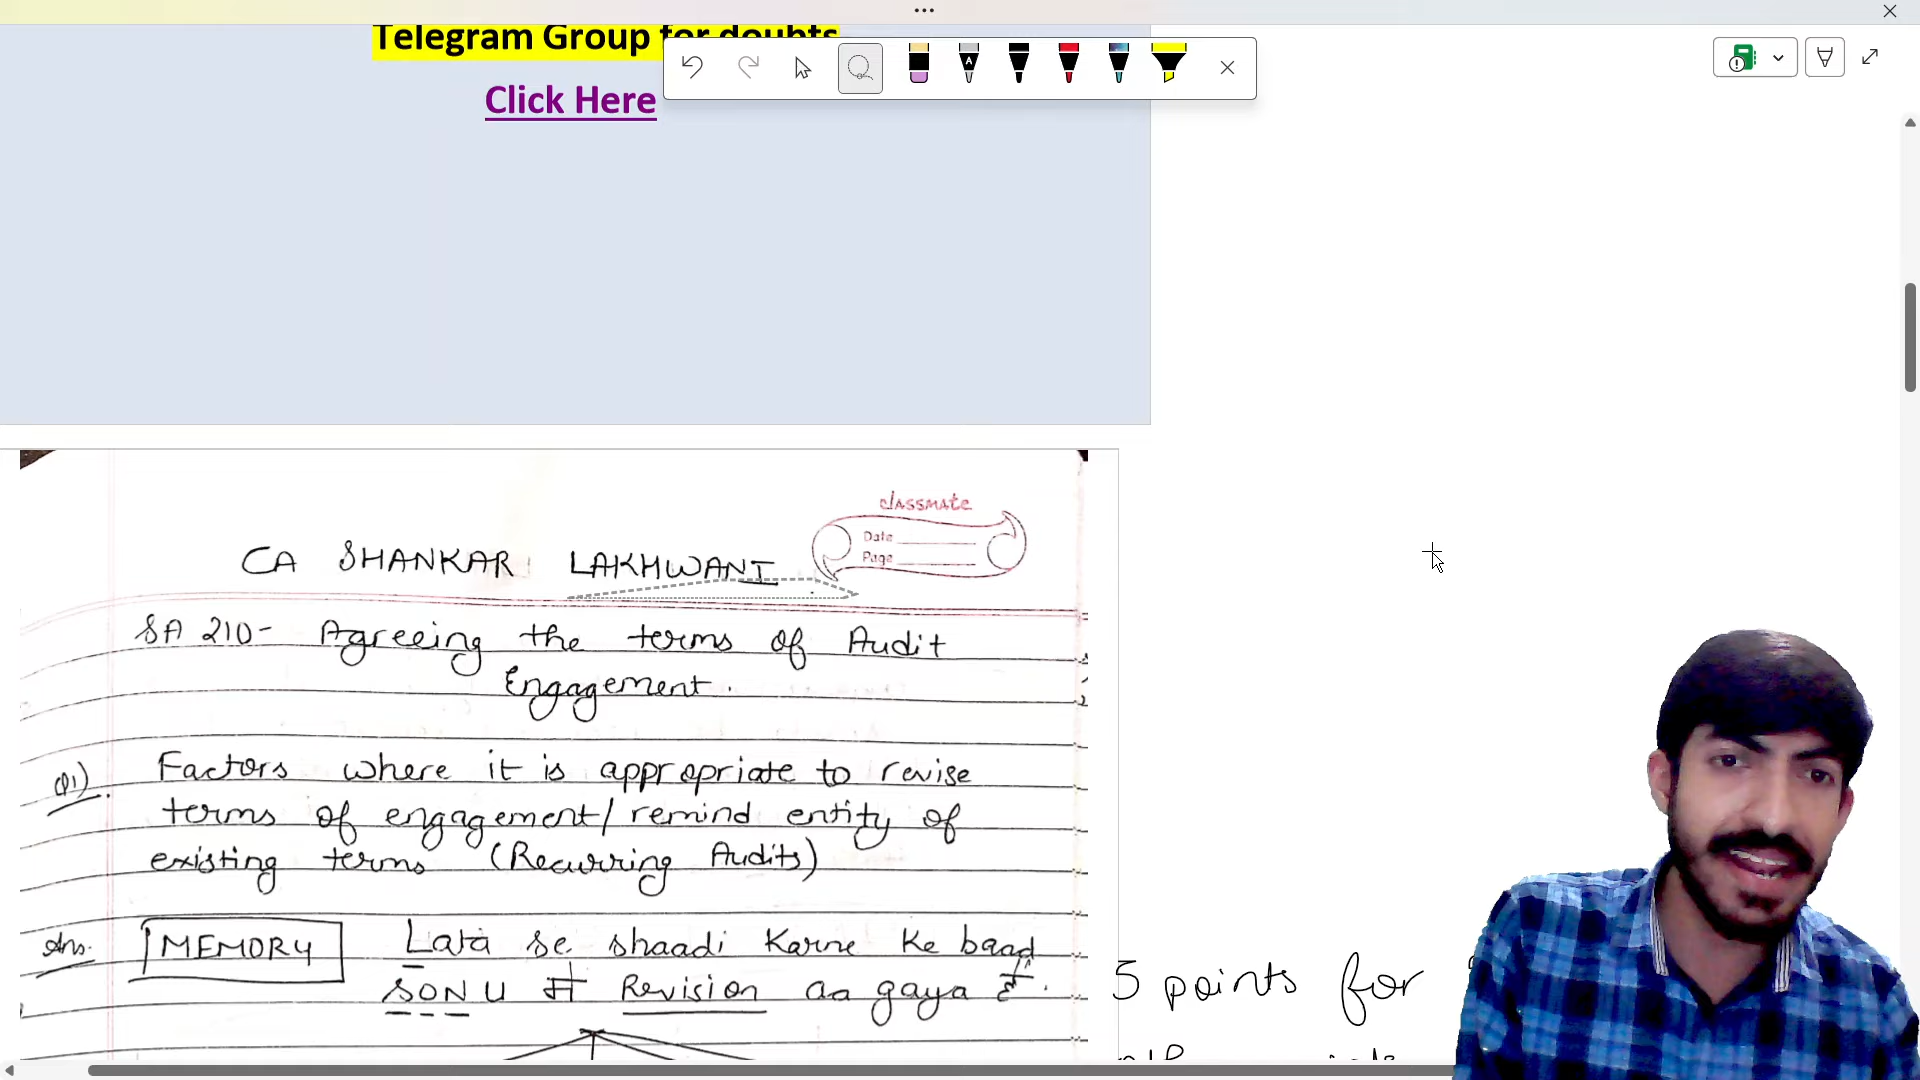 Telegram Group for doubts
Click Here
A
classmate
Date
Page
CA SHANKAR LAKHWANI
SA 210- Agreeing the terms of Audit
Engagement.
Q1) Factors where it is appropriate to revise
terms of engagement/ remind entity of
existing terms (Recurring Audits)
Ans. MEMORY Lata se shaadi Karne Ke baad
SONU में Revision aa gaya है.
5 points for